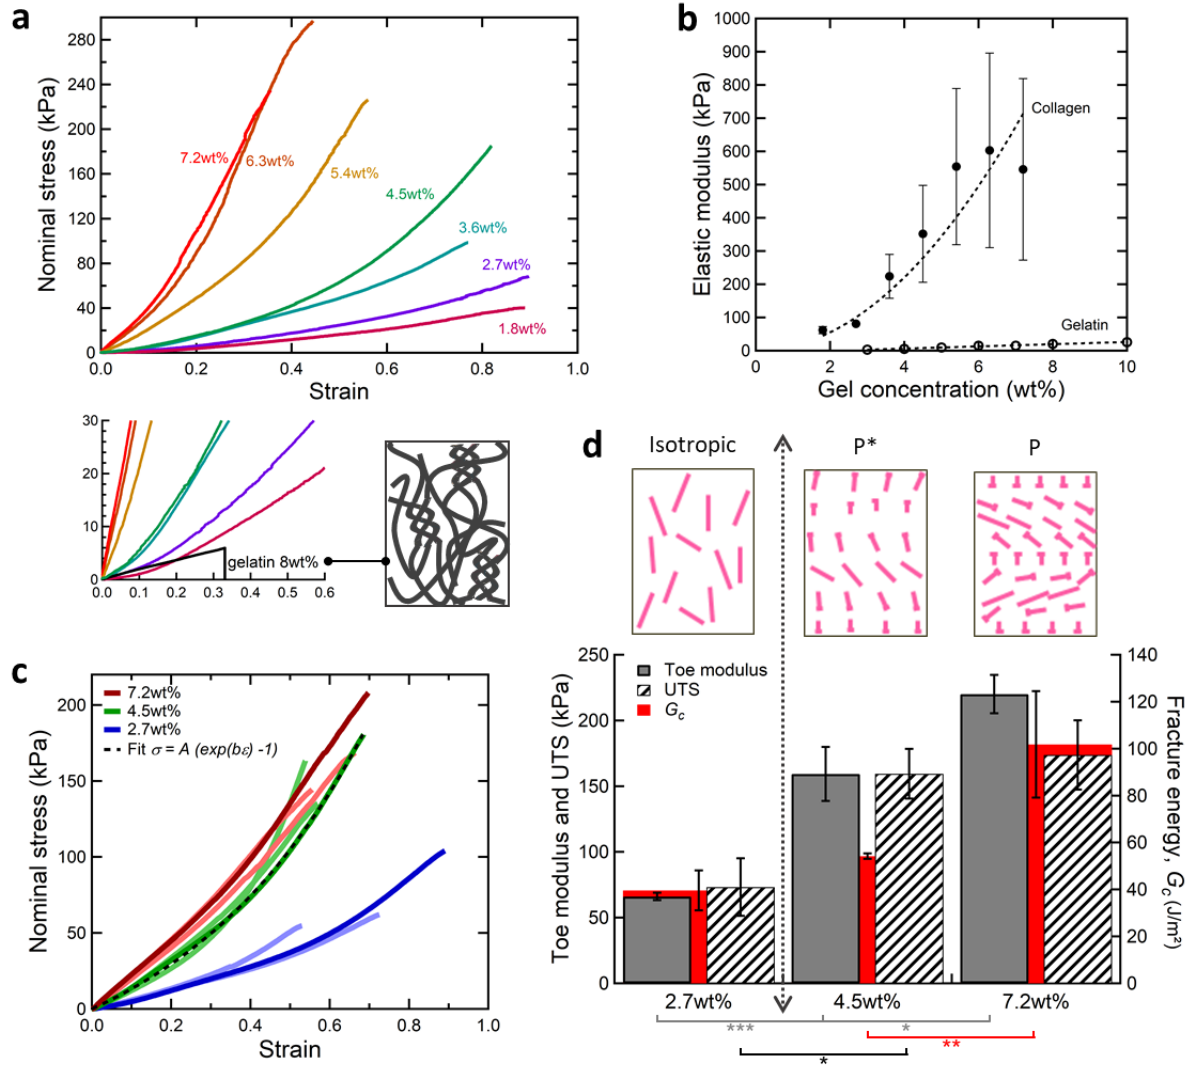 a
Nominal stress (kPa)
280
240
200
160
120
80
40
0
7.2wt%
6.3wt%
5.4wt%
4.5wt%
3.6wt%
2.7wt%
1.8wt%
0.0 0.2 0.4 0.6 0.8 1.0
Strain
30
20
10
0
gelatin 8wt%
0.0 0.1 0.2 0.3 0.4 0.5 0.6
b
Elastic modulus (kPa)
1000
900
800
700
600
500
400
300
200
100
0
Collagen
Gelatin
0 2 4 6 8 10
Gel concentration (wt%)
c
Nominal stress (kPa)
200
150
100
50
0
7.2wt%
4.5wt%
2.7wt%
Fit σ = A (exp(bε) -1)
0.0 0.2 0.4 0.6 0.8 1.0
Strain
d
Isotropic P* P
Toe modulus and UTS (kPa)
250
200
150
100
50
0
Toe modulus
UTS
Gc
140
120
100
80
60
40
20
0
Fracture energy, Gc (J/m²)
2.7wt% 4.5wt% 7.2wt%
*** *
**
*